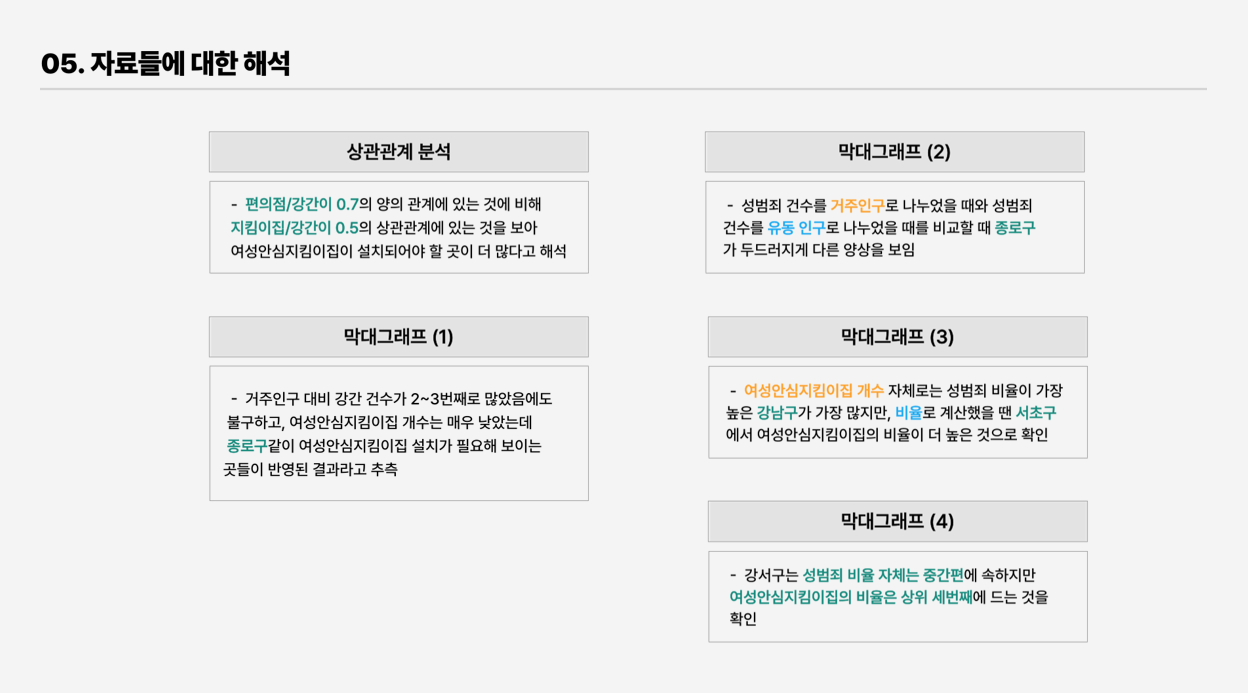 05. 자료들에 대한 해석
상관관계 분석
- 편의점/강간이 0.7의 양의 관계에 있는 것에 비해
지킴이집/강간이 0.5의 상관관계에 있는 것을 보아
여성안심지킴이집이 설치되어야 할 곳이 더 많다고 해석
막대그래프 (1)
- 거주인구 대비 강간 건수가 2~3번째로 많았음에도
불구하고, 여성안심지킴이집 개수는 매우 낮았는데
종로구같이 여성안심지킴이집 설치가 필요해 보이는
곳들이 반영된 결과라고 추측
막대그래프 (2)
- 성범죄 건수를 거주인구로 나누었을 때와 성범죄
건수를 유동 인구로 나누었을 때를 비교할 때 종로구
가 두드러지게 다른 양상을 보임
막대그래프 (3)
- 여성안심지킴이집 개수 자체로는 성범죄 비율이 가장
높은 강남구가 가장 많지만, 비율로 계산했을 땐 서초구
에서 여성안심지킴이집의 비율이 더 높은 것으로 확인
막대그래프 (4)
- 강서구는 성범죄 비율 자체는 중간편에 속하지만
여성안심지킴이집의 비율은 상위 세번째에 드는 것을
확인